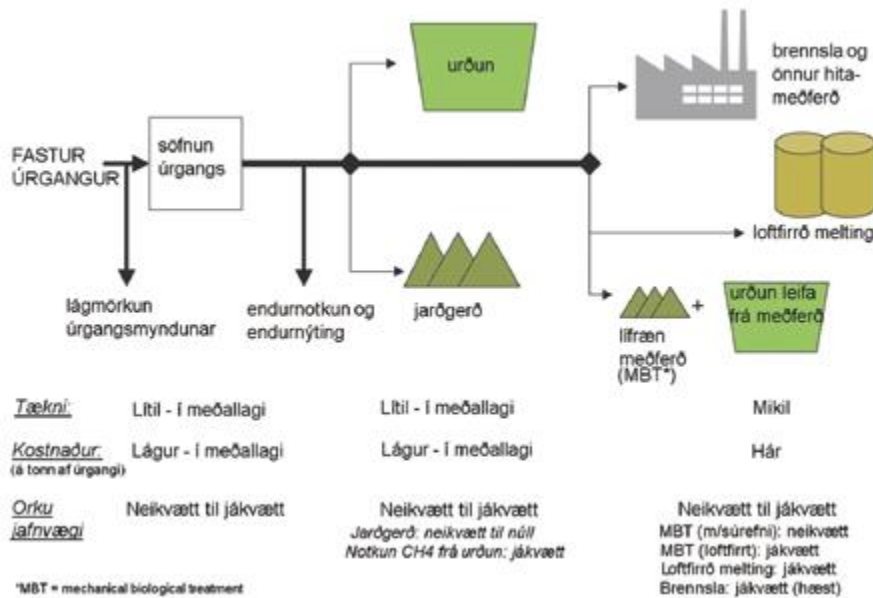 urðun
brennsla og
önnur hita-
meðferð
FASTUR
ÚRGANGUR
söfnun
úrgangs
loftfirrð melting
lágmörkun
úrgangsmyndunar
endurnotkun og
endurnýting
jarðgerð
lífræn
meðferð
(MBT*)
+
urðun leifa
frá meðferð
Tækni:
Lítil - í meðallagi
Lítil - í meðallagi
Mikil
Kostnaður:
(á tonn af úrgangi)
Lágur - í meðallagi
Lágur - í meðallagi
Hár
Orku
jafnvægi
Neikvætt til jákvætt
Neikvætt til jákvætt
Jarðgerð: neikvætt til núll
Notkun CH4 frá urðun: jákvætt
Neikvætt til jákvætt
MBT (m/súrefni): neikvætt
MBT (loftfirrt): jákvætt
Loftfirrð melting: jákvætt
Brennsla: jákvætt (hæst)
*MBT = mechanical biological treatment